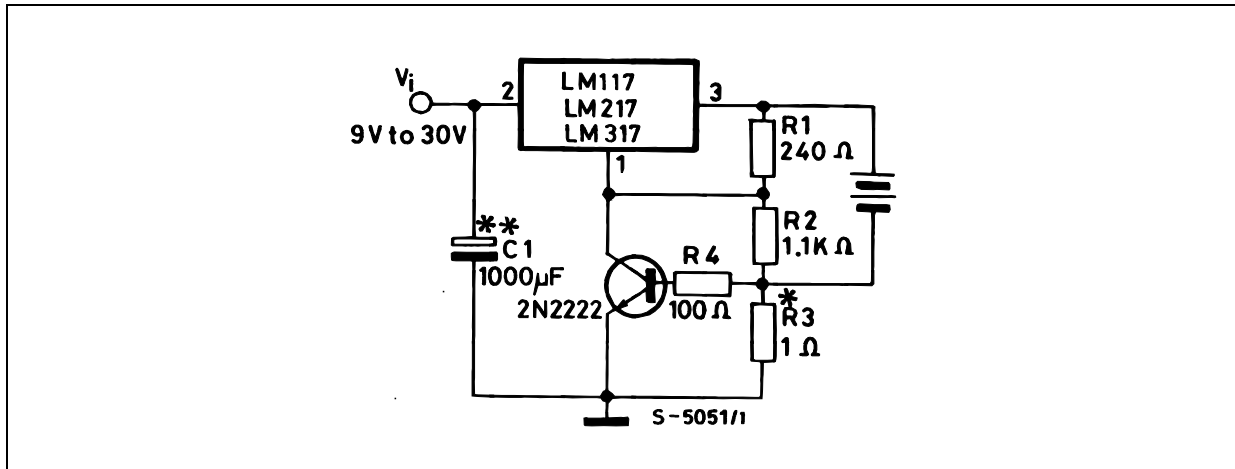 Vi
9V to 30V
2
LM117
LM217
LM317
3
1
R1
240 Ω
R2
1.1K Ω
**
C1
1000µF
2N2222
R4
100 Ω
*
R3
1 Ω
S-5051/1